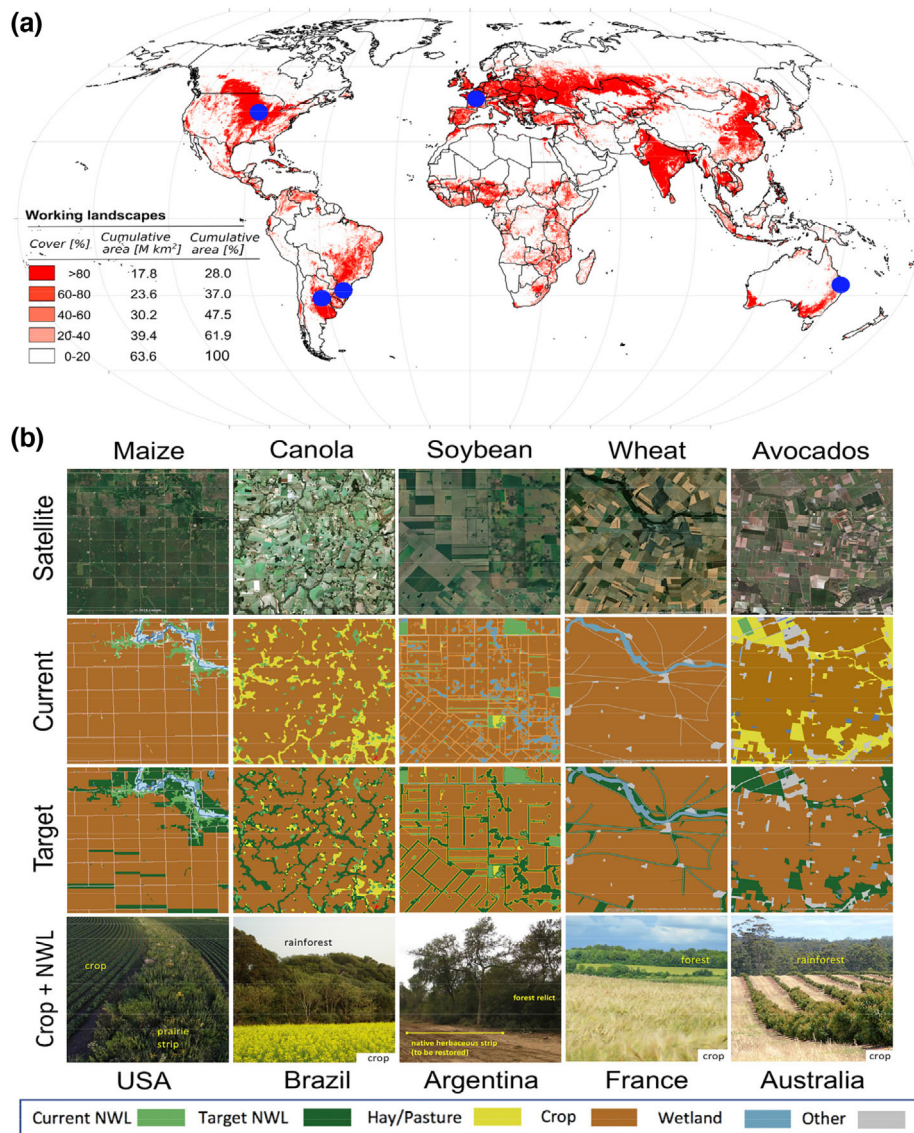 (a)
Working landscapes
Cover [%] Cumulative area [M km²] Cumulative area [%]
>80 17.8 28.0
60-80 23.6 37.0
40-60 30.2 47.5
20-40 39.4 61.9
0-20 63.6 100
(b)
Maize Canola Soybean Wheat Avocados
Satellite
Current
Target
Crop + NWL
crop
prairie
strip
rainforest
crop
forest relict
native herbaceous strip
(to be restored)
forest
crop
rainforest
crop
USA Brazil Argentina France Australia
Current NWL Target NWL Hay/Pasture Crop Wetland Other